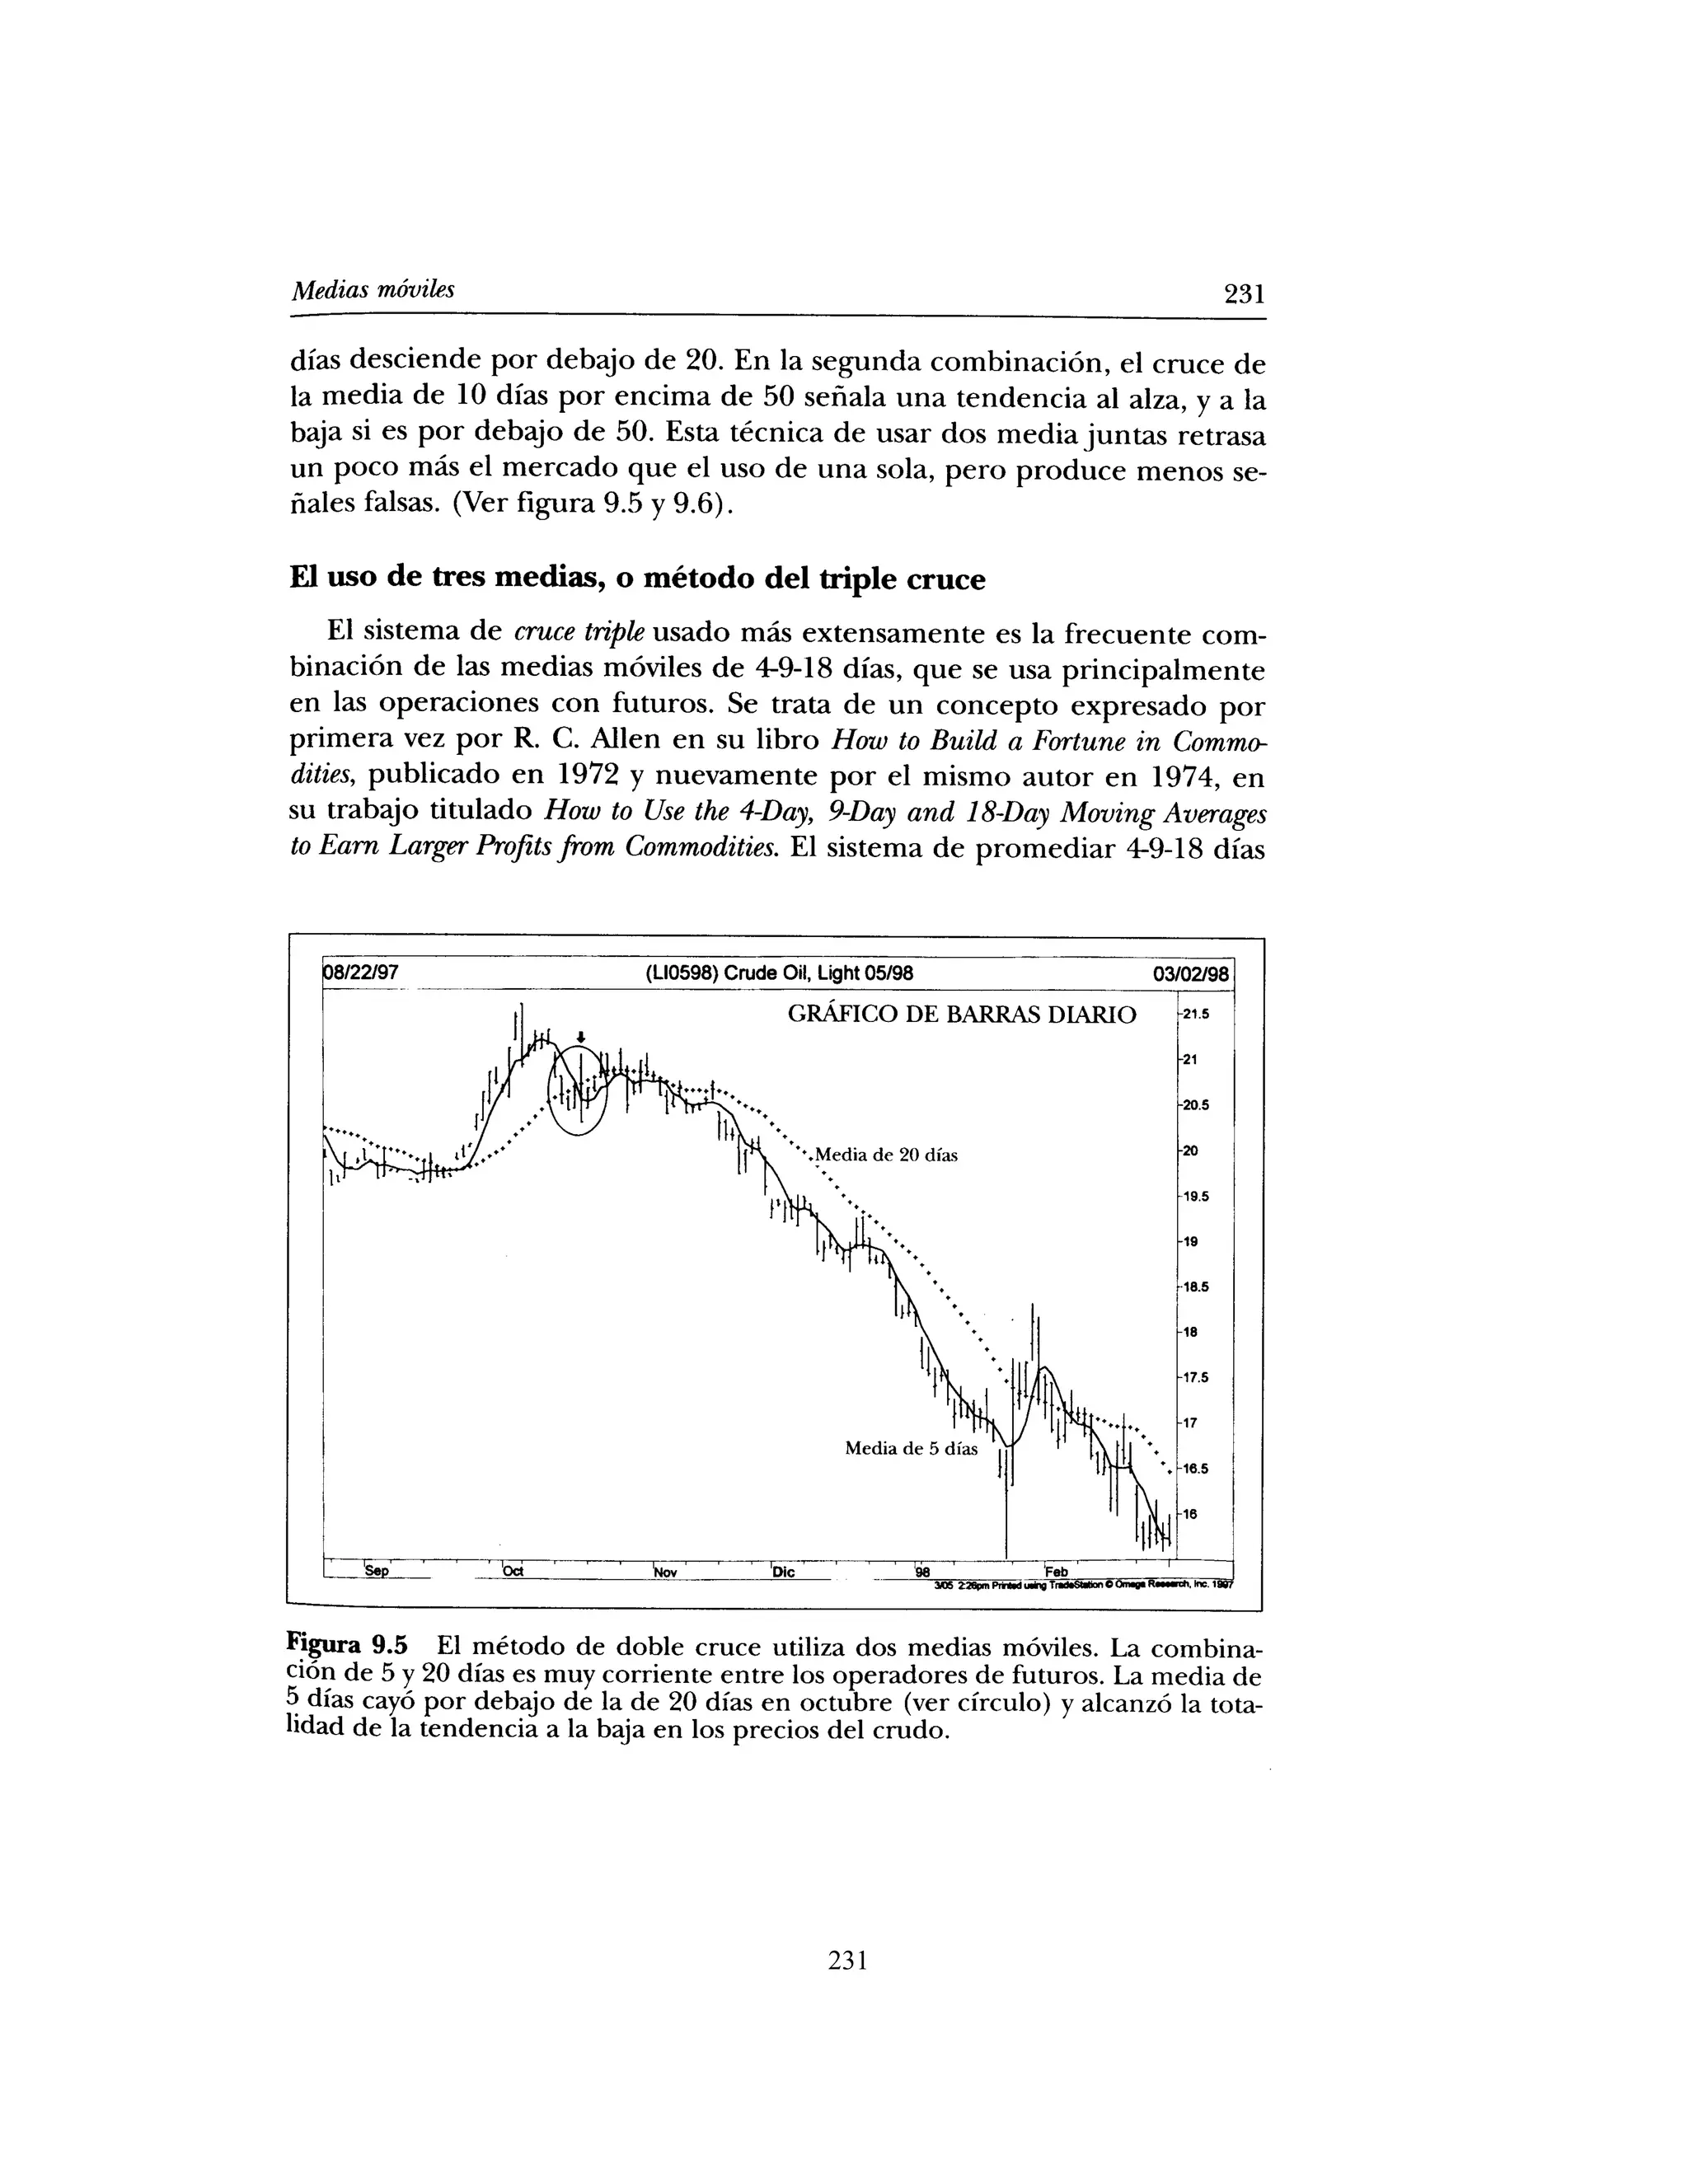 Medias móviles 231
días desciende por debajo de 20. En la segunda combinación, el cruce de
la media de 10 días por encima de 50 señala una tendencia al alza, y a la
baja si es por debajo de 50. Esta técnica de usar dos media juntas retrasa
un poco más el mercado que el uso de una sola, pero produce menos se-
ñales falsas. (Ver figura 9.5 y 9.6).
El uso de tres medias, o método del triple cruce
El sistema de cruce triple usado más extensamente es la frecuente com-
binación de las medias móviles de 4-9-18 días, que se usa principalmente
en las operaciones con futuros. Se trata de un concepto expresado por
primera vez por R. C. Allen en su libro How to Build a Fortune in Commo-
dities, publicado en 1972 y nuevamente por el mismo autor en 1974, en
su trabajo titulado How to Use the 4-Day, 9-Day and 18-Day Moving Averages
to Earn Larger Profits from Commodities. El sistema de promediar 4-9-18 días
08/22/97 (LI0598) Crude Oil, Light 05/98 03/02/98
GRÁFICO DE BARRAS DIARIO
21.5
21
20.5
20
Media de 20 días
19.5
19
18.5
18
17.5
17
Media de 5 días
16.5
16
Sep Oct Nov Dic 98 Feb
3/05 2:26pm Printed using TradeStation © Omega Research, Inc. 1997
Figura 9.5 El método de doble cruce utiliza dos medias móviles. La combina-
ción de 5 y 20 días es muy corriente entre los operadores de futuros. La media de
5 días cayó por debajo de la de 20 días en octubre (ver círculo) y alcanzó la tota-
lidad de la tendencia a la baja en los precios del crudo.
231